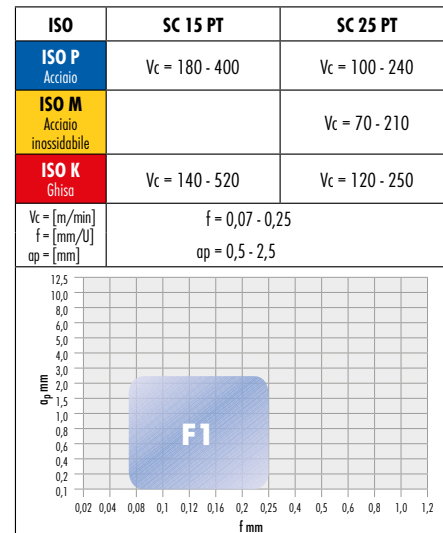 ISO SC 15 PT SC 25 PT
ISO P
Acciaio
Vc = 180 - 400 Vc = 100 - 240
ISO M
Acciaio
inossidabile
Vc = 70 - 210
ISO K
Ghisa
Vc = 140 - 520 Vc = 120 - 250
Vc = [m/min]
f = [mm/U]
ap = [mm]
f = 0,07 - 0,25
ap = 0,5 - 2,5
ap mm
12,5
10,0
8,0
6,0
5,0
4,0
3,0
2,0
1,5
1,0
0,8
0,6
0,4
0,2
0,1
F1
0,02 0,04 0,08 0,1 0,12 0,16 0,2 0,25 0,4 0,5 0,6 0,8 1,0 1,2
f mm